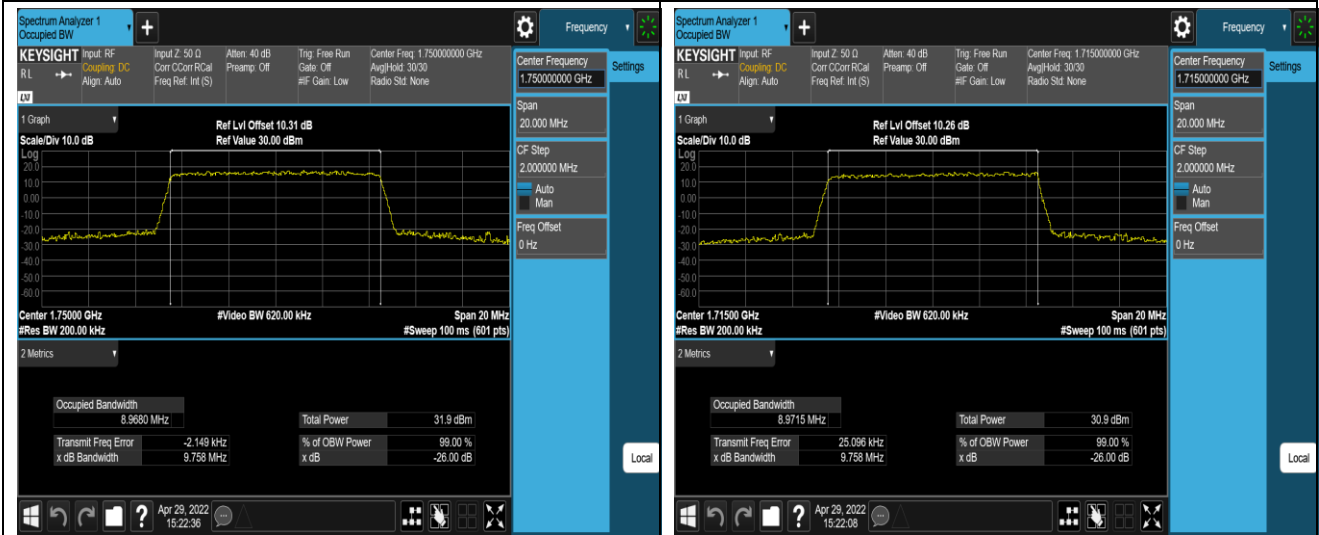 Spectrum Analyzer 1
Occupied BW
Frequency
KEYSIGHT Input: RF Input Z: 50 Ω Atten: 40 dB Trig: Free Run Center Freq: 1.750000000 GHz
RL Coupling: DC Corr CCorr RCal Preamp: Off Gate: Off Avg|Hold: 30/30
Align: Auto Freq Ref: Int (S) #IF Gain: Low Radio Std: None
LXI
Center Frequency
1.750000000 GHz
Settings
Span
20.000 MHz
CF Step
2.000000 MHz
Auto
Man
Freq Offset
0 Hz
1 Graph
Ref Lvl Offset 10.31 dB
Scale/Div 10.0 dB Ref Value 30.00 dBm
Log
20.0
10.0
0.00
-10.0
-20.0
-30.0
-40.0
-50.0
-60.0
Center 1.75000 GHz #Video BW 620.00 kHz Span 20 MHz
#Res BW 200.00 kHz #Sweep 100 ms (601 pts)
2 Metrics
Occupied Bandwidth
8.9680 MHz Total Power 31.9 dBm
Transmit Freq Error -2.149 kHz % of OBW Power 99.00 %
x dB Bandwidth 9.758 MHz x dB -26.00 dB
Local
? Apr 29, 2022
15:22:36
Spectrum Analyzer 1
Occupied BW
Frequency
KEYSIGHT Input: RF Input Z: 50 Ω Atten: 40 dB Trig: Free Run Center Freq: 1.715000000 GHz
RL Coupling: DC Corr CCorr RCal Preamp: Off Gate: Off Avg|Hold: 30/30
Align: Auto Freq Ref: Int (S) #IF Gain: Low Radio Std: None
LXI
Center Frequency
1.715000000 GHz
Settings
Span
20.000 MHz
CF Step
2.000000 MHz
Auto
Man
Freq Offset
0 Hz
1 Graph
Ref Lvl Offset 10.26 dB
Scale/Div 10.0 dB Ref Value 30.00 dBm
Log
20.0
10.0
0.00
-10.0
-20.0
-30.0
-40.0
-50.0
-60.0
Center 1.71500 GHz #Video BW 620.00 kHz Span 20 MHz
#Res BW 200.00 kHz #Sweep 100 ms (601 pts)
2 Metrics
Occupied Bandwidth
8.9715 MHz Total Power 30.9 dBm
Transmit Freq Error 25.096 kHz % of OBW Power 99.00 %
x dB Bandwidth 9.758 MHz x dB -26.00 dB
Local
? Apr 29, 2022
15:22:08